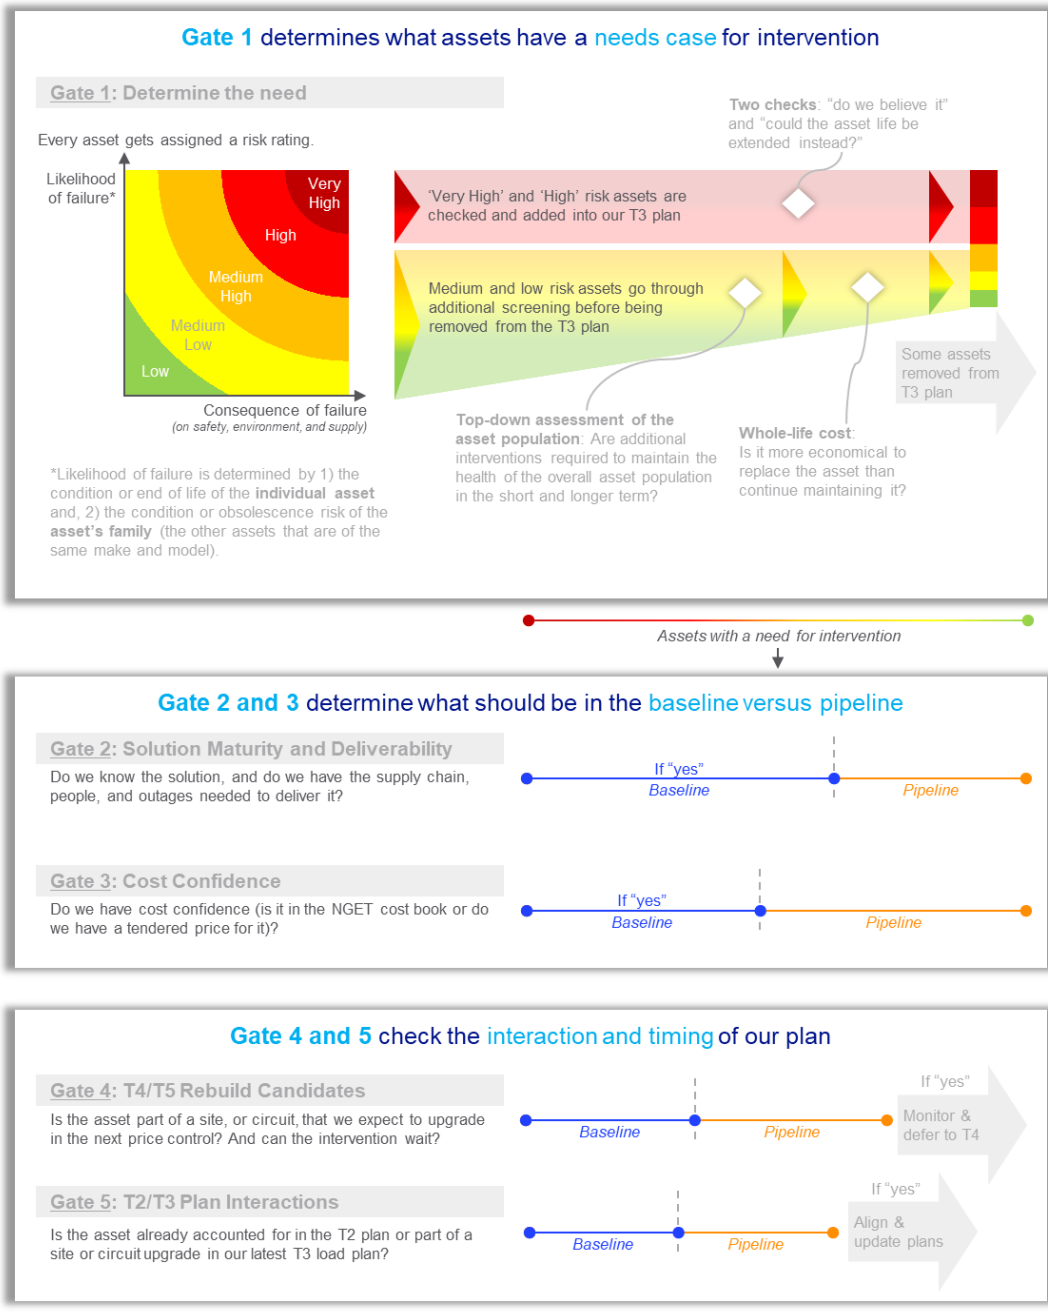 Gate 1 determines what assets have a needs case for intervention
Gate 1: Determine the need
Every asset gets assigned a risk rating.
Likelihood
of failure*
Very
High
High
Medium
High
Medium
Low
Low
Consequence of failure
(on safety, environment, and supply)
*Likelihood of failure is determined by 1) the
condition or end of life of the individual asset
and, 2) the condition or obsolescence risk of the
asset's family (the other assets that are of the
same make and model).
Two checks: "do we believe it"
and "could the asset life be
extended instead?"
'Very High' and 'High' risk assets are
checked and added into our T3 plan
Medium and low risk assets go through
additional screening before being
removed from the T3 plan
Some assets
removed from
T3 plan
Top-down assessment of the
asset population: Are additional
interventions required to maintain the
health of the overall asset population
in the short and longer term?
Whole-life cost:
Is it more economical to
replace the asset than
continue maintaining it?
Assets with a need for intervention
Gate 2 and 3 determine what should be in the baseline versus pipeline
Gate 2: Solution Maturity and Deliverability
Do we know the solution, and do we have the supply chain,
people, and outages needed to deliver it?
If "yes"
Baseline
Pipeline
Gate 3: Cost Confidence
Do we have cost confidence (is it in the NGET cost book or do
we have a tendered price for it)?
If "yes"
Baseline
Pipeline
Gate 4 and 5 check the interaction and timing of our plan
Gate 4: T4/T5 Rebuild Candidates
Is the asset part of a site, or circuit, that we expect to upgrade
in the next price control? And can the intervention wait?
Baseline
Pipeline
If "yes"
Monitor &
defer to T4
Gate 5: T2/T3 Plan Interactions
Is the asset already accounted for in the T2 plan or part of a
site or circuit upgrade in our latest T3 load plan?
Baseline
Pipeline
If "yes"
Align &
update plans